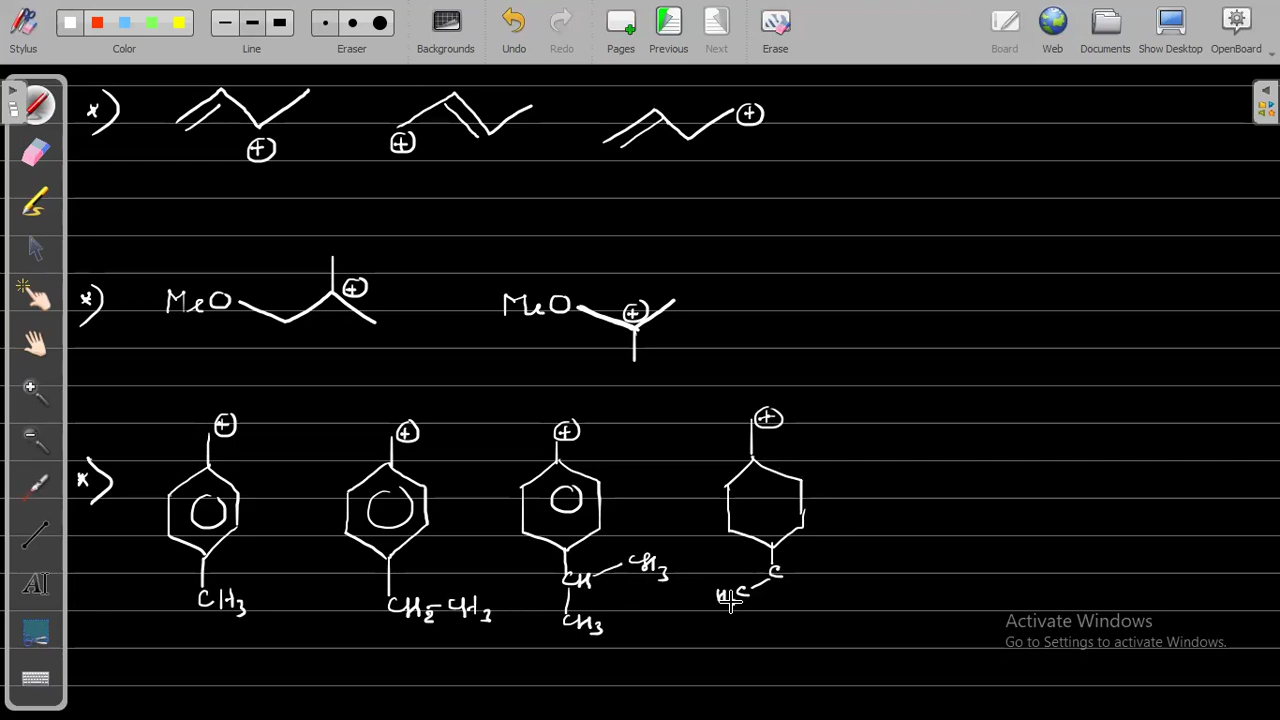 Stylus Color Line Eraser Backgrounds Undo Redo Pages Previous Next Erase Board Web Documents Show Desktop OpenBoard
*) ⊕ ⊕ ⊕
*) MeO ⊕ MeO ⊕
*) ⊕ ⊕ ⊕ ⊕
CH3 CH2-CH3 CH CH3 CH3 C H3C
Activate Windows
Go to Settings to activate Windows.